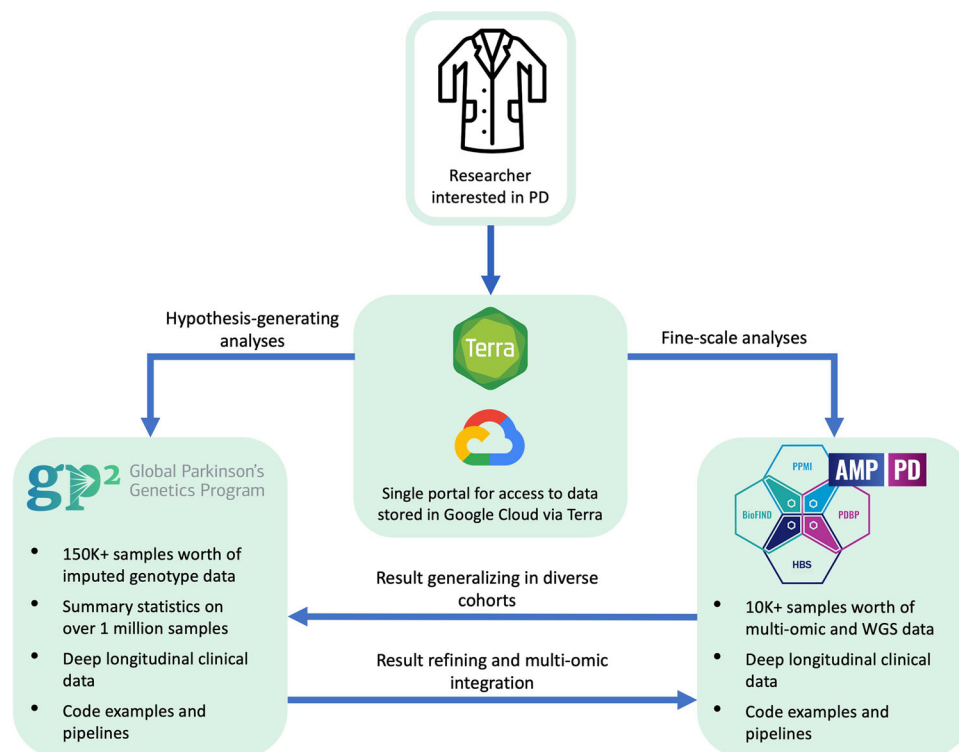 Researcher
interested in PD
Hypothesis-generating
analyses
Fine-scale analyses
Terra
Single portal for access to data
stored in Google Cloud via Terra
gp2 Global Parkinson's
Genetics Program
• 150K+ samples worth of
imputed genotype data
• Summary statistics on
over 1 million samples
• Deep longitudinal clinical
data
• Code examples and
pipelines
Result generalizing in diverse
cohorts
Result refining and multi-omic
integration
PPMI
AMP PD
BioFIND
PDBP
HBS
• 10K+ samples worth of
multi-omic and WGS data
• Deep longitudinal clinical
data
• Code examples and
pipelines